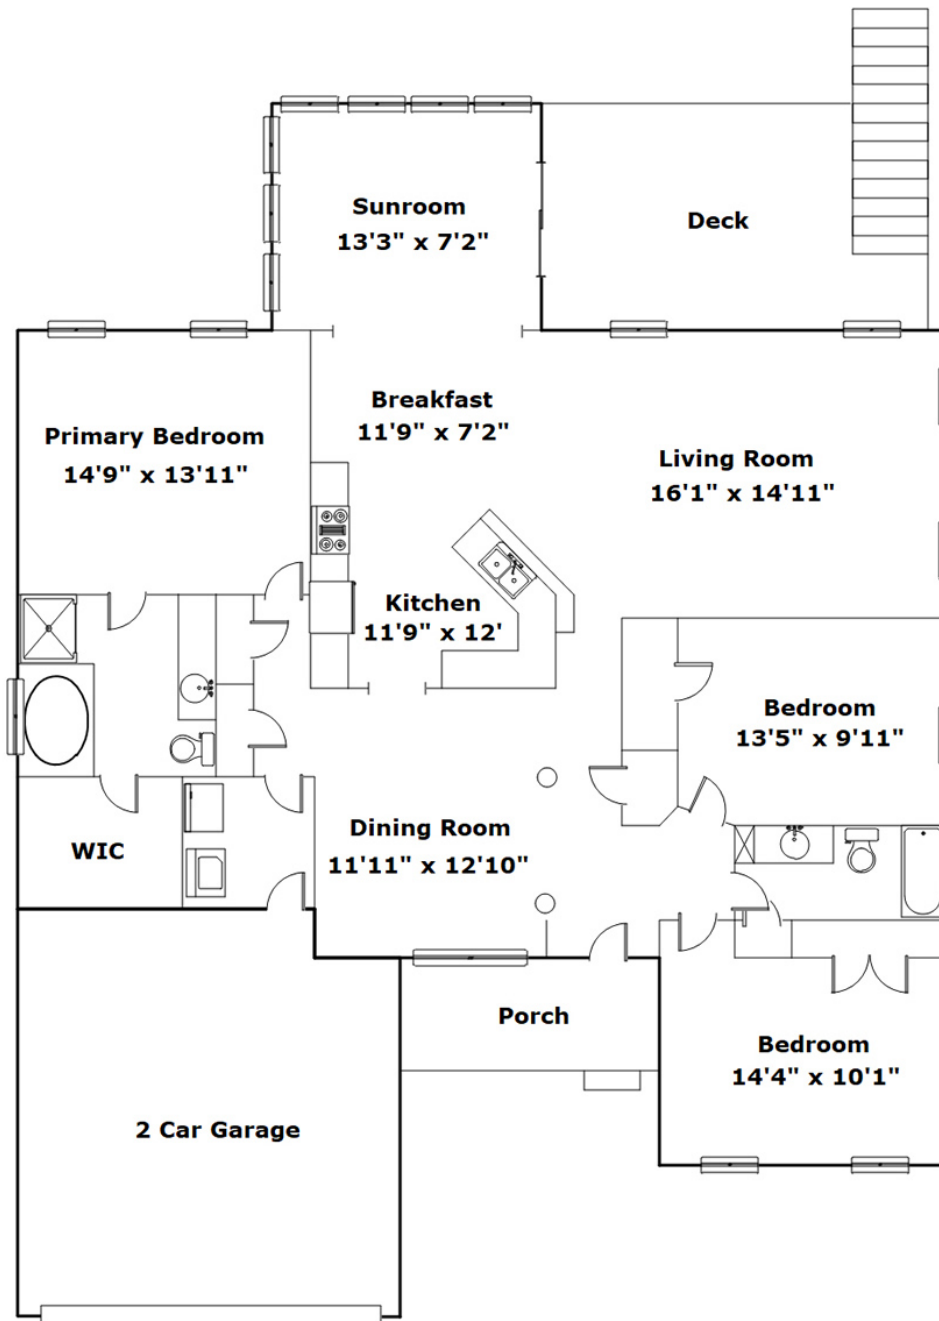 Sunroom
13'3" x 7'2"
Deck
Breakfast
11'9" x 7'2"
Primary Bedroom
14'9" x 13'11"
Living Room
16'1" x 14'11"
Kitchen
11'9" x 12'
Bedroom
13'5" x 9'11"
Dining Room
11'11" x 12'10"
WIC
Porch
Bedroom
14'4" x 10'1"
2 Car Garage